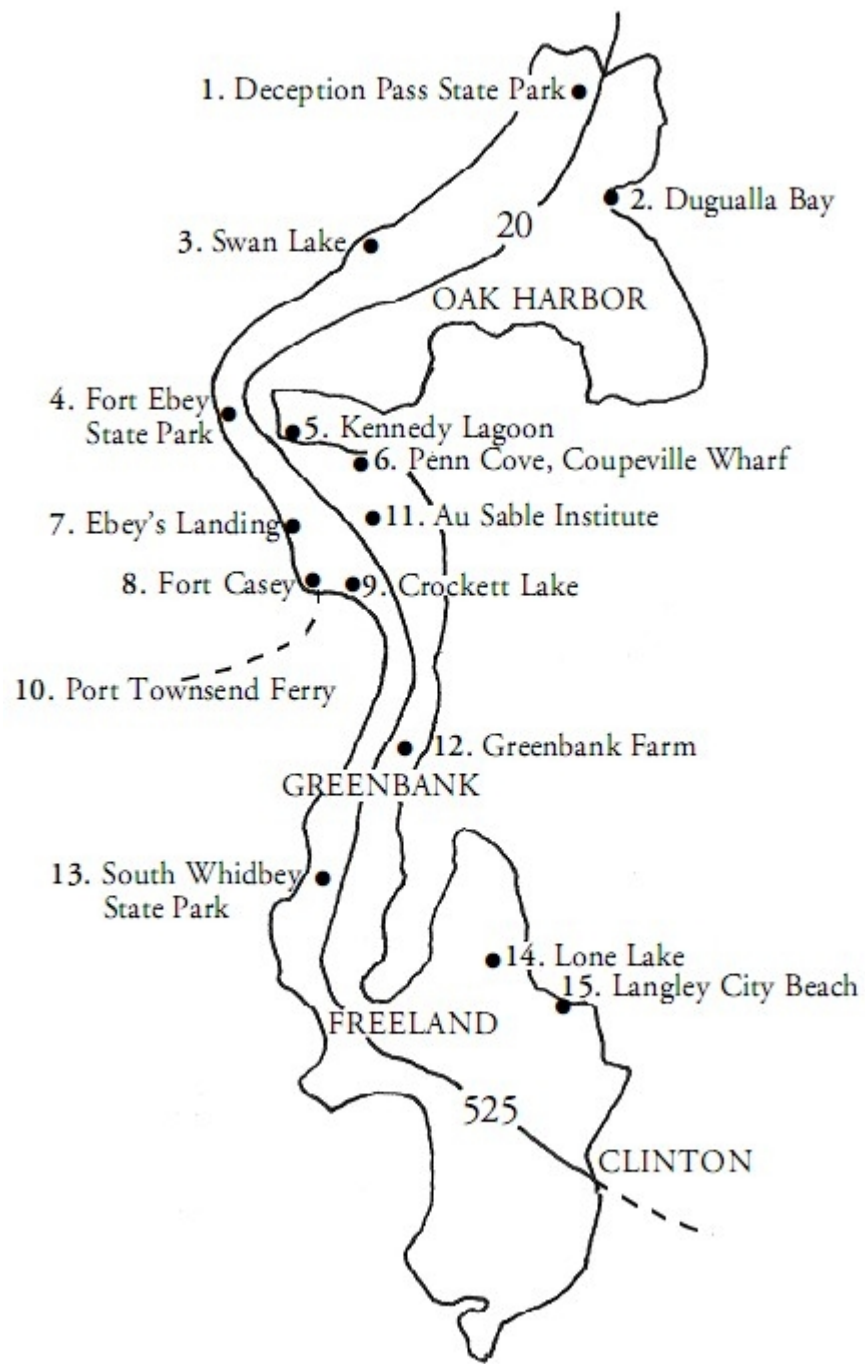 1. Deception Pass State Park
2. Dugualla Bay
20
3. Swan Lake
OAK HARBOR
4. Fort Ebey
State Park
5. Kennedy Lagoon
6. Penn Cove, Coupeville Wharf
7. Ebey's Landing
11. Au Sable Institute
8. Fort Casey
9. Crockett Lake
10. Port Townsend Ferry
12. Greenbank Farm
GREENBANK
13. South Whidbey
State Park
14. Lone Lake
15. Langley City Beach
FREELAND
525
CLINTON